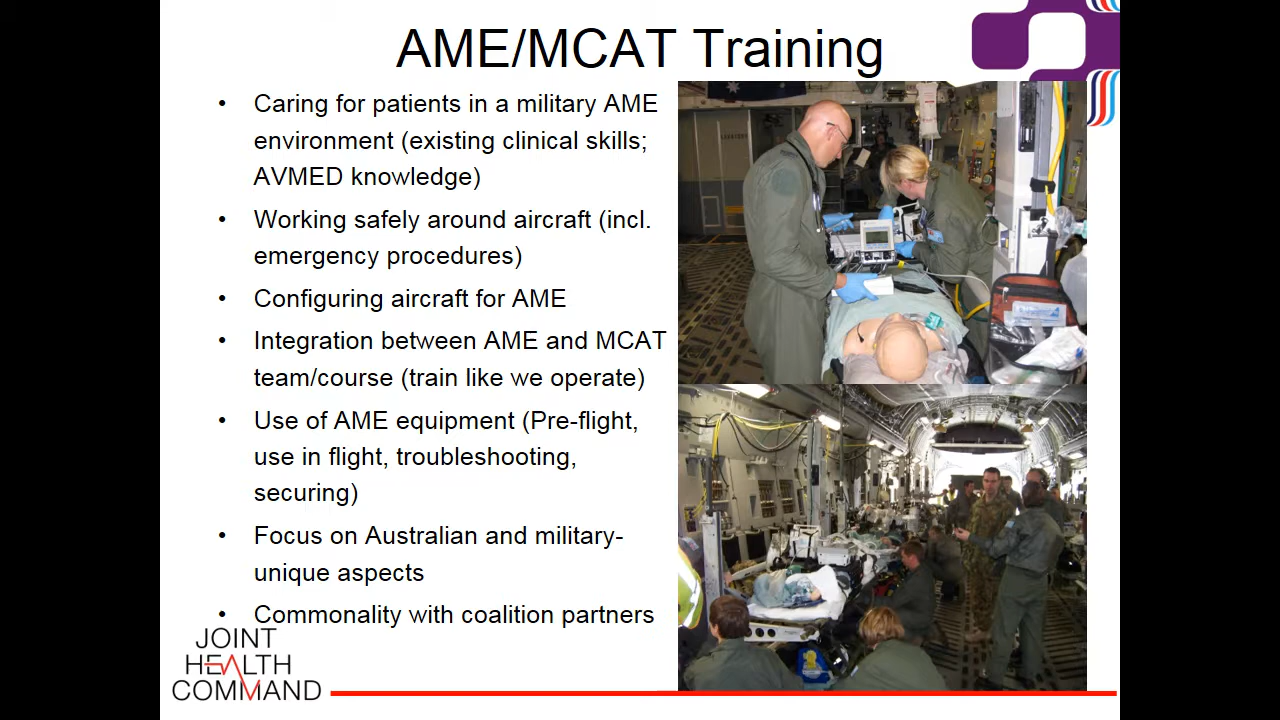 AME/MCAT Training
• Caring for patients in a military AME
environment (existing clinical skills;
AVMED knowledge)
• Working safely around aircraft (incl.
emergency procedures)
• Configuring aircraft for AME
• Integration between AME and MCAT
team/course (train like we operate)
• Use of AME equipment (Pre-flight,
use in flight, troubleshooting,
securing)
• Focus on Australian and military-
unique aspects
• Commonality with coalition partners
JOINT
HEALTH
COMMAND